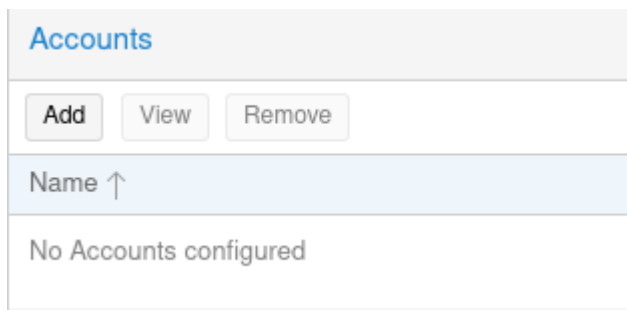 Accounts
Add View Remove
Name ↑
No Accounts configured